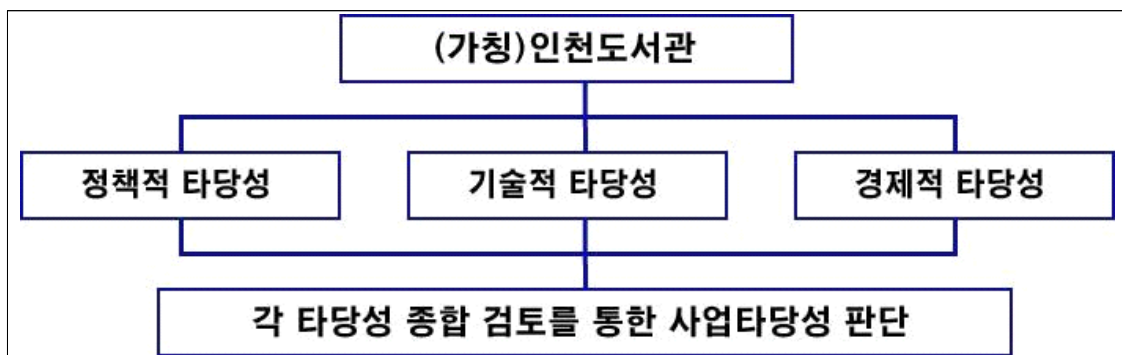 (가칭)인천도서관
정책적 타당성
기술적 타당성
경제적 타당성
각 타당성 종합 검토를 통한 사업타당성 판단